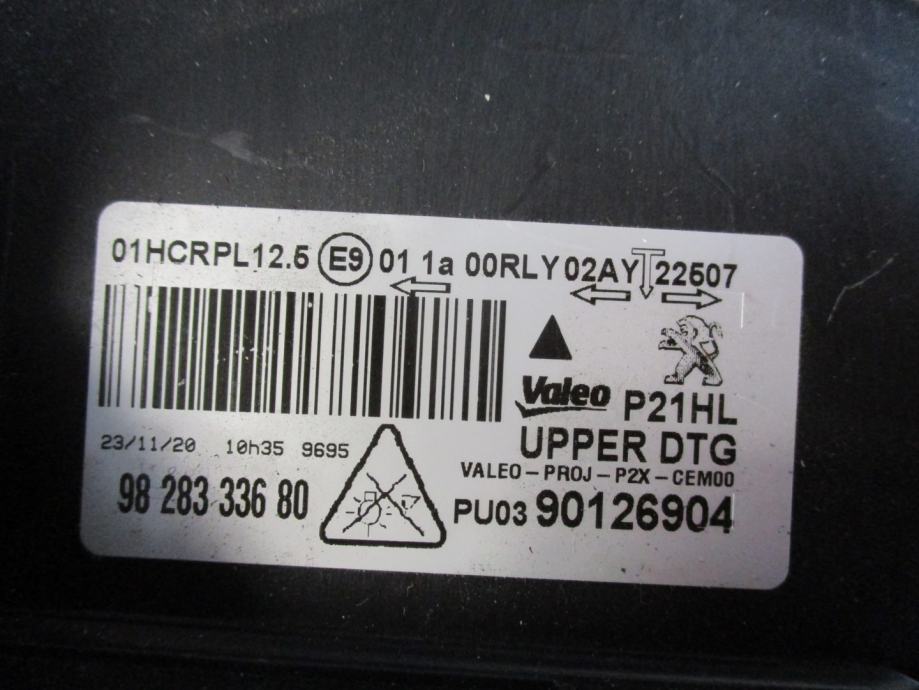 01HCRPL12.5 E9 01 1a 00RLY 02AY 22507
Valeo P21HL
23/11/20 10h35 9695 UPPER DTG
VALEO-PROJ-P2X-CEM00
98 283 336 80 PU03 90126904